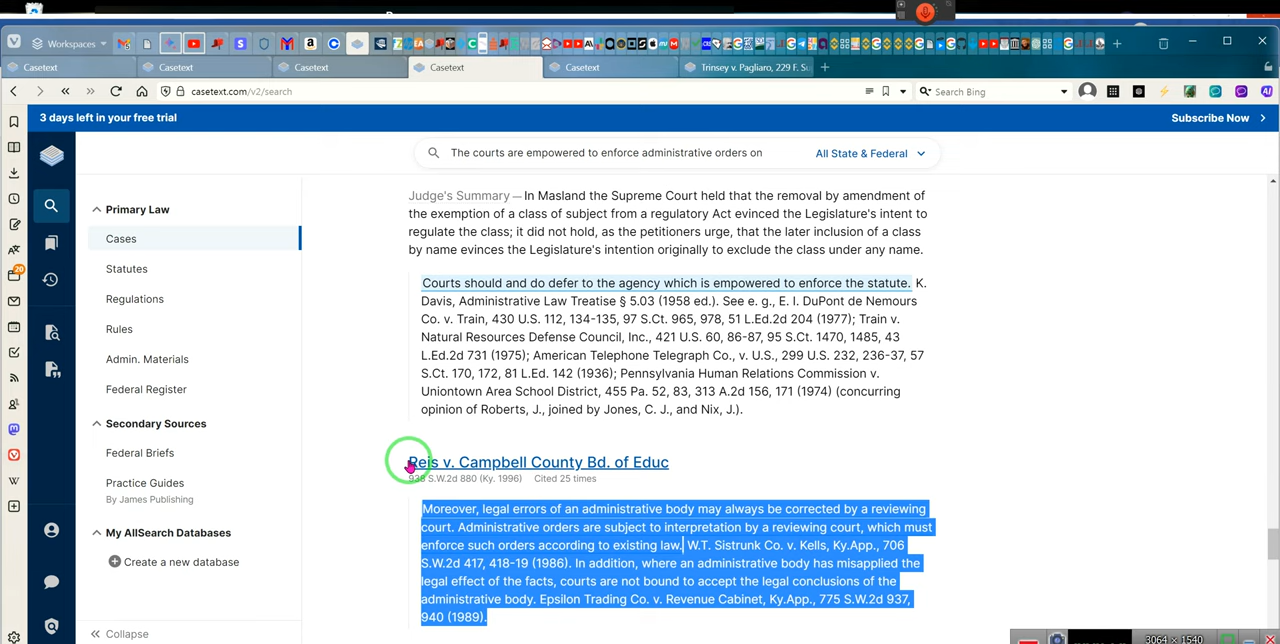 Workspaces
Casetext
Casetext
Casetext
Casetext
Casetext
Trinsey v. Pagliaro, 229 F. Su
casetext.com/v2/search
Search Bing
3 days left in your free trial
Subscribe Now
The courts are empowered to enforce administrative orders on
All State & Federal
20
Primary Law
Cases
Statutes
Regulations
Rules
Admin. Materials
Federal Register
Secondary Sources
Federal Briefs
Practice Guides
By James Publishing
My AllSearch Databases
Create a new database
Collapse
Judge's Summary — In Masland the Supreme Court held that the removal by amendment of
the exemption of a class of subject from a regulatory Act evinced the Legislature's intent to
regulate the class; it did not hold, as the petitioners urge, that the later inclusion of a class
by name evinces the Legislature's intention originally to exclude the class under any name.
Courts should and do defer to the agency which is empowered to enforce the statute. K.
Davis, Administrative Law Treatise § 5.03 (1958 ed.). See e. g., E. I. DuPont de Nemours
Co. v. Train, 430 U.S. 112, 134-135, 97 S.Ct. 965, 978, 51 L.Ed.2d 204 (1977); Train v.
Natural Resources Defense Council, Inc., 421 U.S. 60, 86-87, 95 S.Ct. 1470, 1485, 43
L.Ed.2d 731 (1975); American Telephone Telegraph Co., v. U.S., 299 U.S. 232, 236-37, 57
S.Ct. 170, 172, 81 L.Ed. 142 (1936); Pennsylvania Human Relations Commission v.
Uniontown Area School District, 455 Pa. 52, 83, 313 A.2d 156, 171 (1974) (concurring
opinion of Roberts, J., joined by Jones, C. J., and Nix, J.).
Reis v. Campbell County Bd. of Educ
938 S.W.2d 880 (Ky. 1996) Cited 25 times
Moreover, legal errors of an administrative body may always be corrected by a reviewing
court. Administrative orders are subject to interpretation by a reviewing court, which must
enforce such orders according to existing law. W.T. Sistrunk Co. v. Kells, Ky.App., 706
S.W.2d 417, 418-19 (1986). In addition, where an administrative body has misapplied the
legal effect of the facts, courts are not bound to accept the legal conclusions of the
administrative body. Epsilon Trading Co. v. Revenue Cabinet, Ky.App., 775 S.W.2d 937,
940 (1989).
3064 x 1540